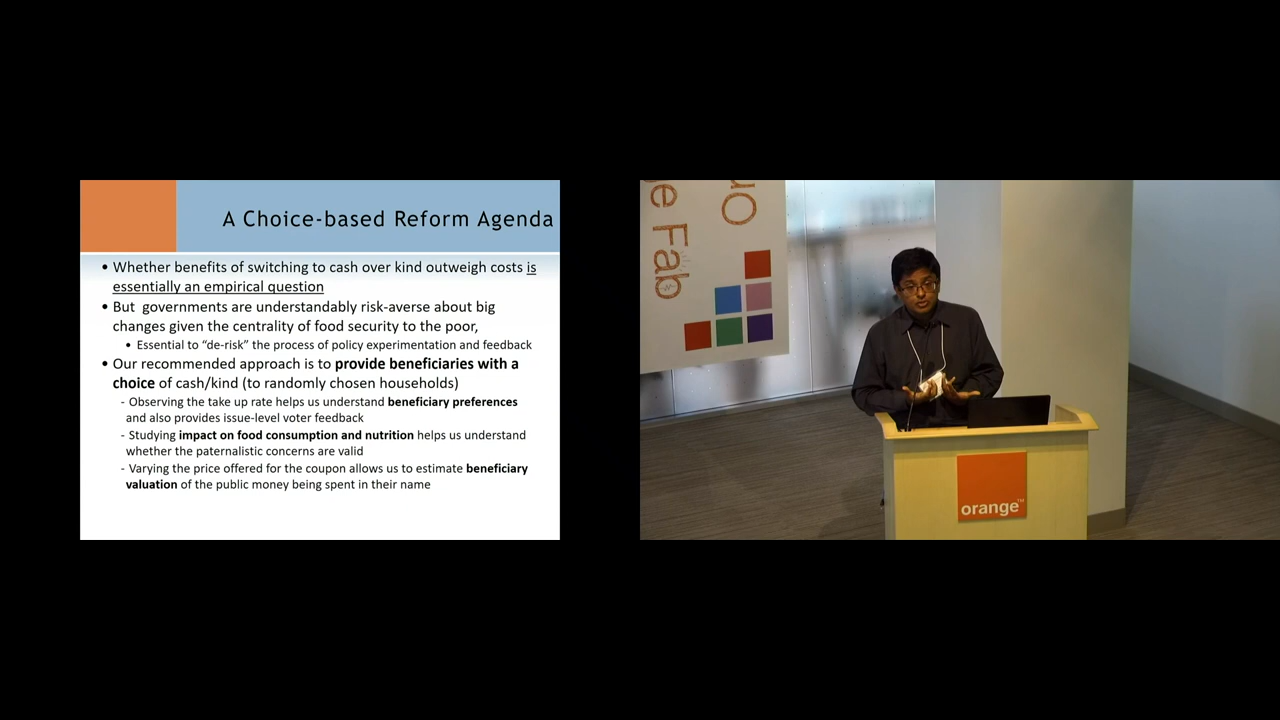 A Choice-based Reform Agenda
• Whether benefits of switching to cash over kind outweigh costs is
essentially an empirical question
• But governments are understandably risk-averse about big
changes given the centrality of food security to the poor,
• Essential to “de-risk” the process of policy experimentation and feedback
• Our recommended approach is to provide beneficiaries with a
choice of cash/kind (to randomly chosen households)
- Observing the take up rate helps us understand beneficiary preferences
and also provides issue-level voter feedback
- Studying impact on food consumption and nutrition helps us understand
whether the paternalistic concerns are valid
- Varying the price offered for the coupon allows us to estimate beneficiary
valuation of the public money being spent in their name
Fab
orange™